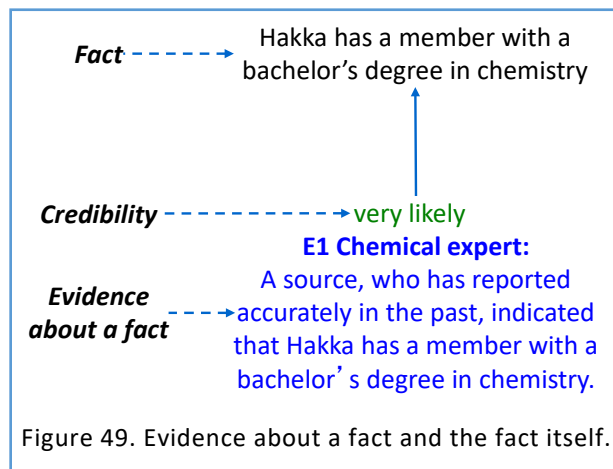 Fact
Hakka has a member with a
bachelor's degree in chemistry
Credibility
very likely
E1 Chemical expert:
Evidence
about a fact
A source, who has reported
accurately in the past, indicated
that Hakka has a member with a
bachelor's degree in chemistry.
Figure 49. Evidence about a fact and the fact itself.